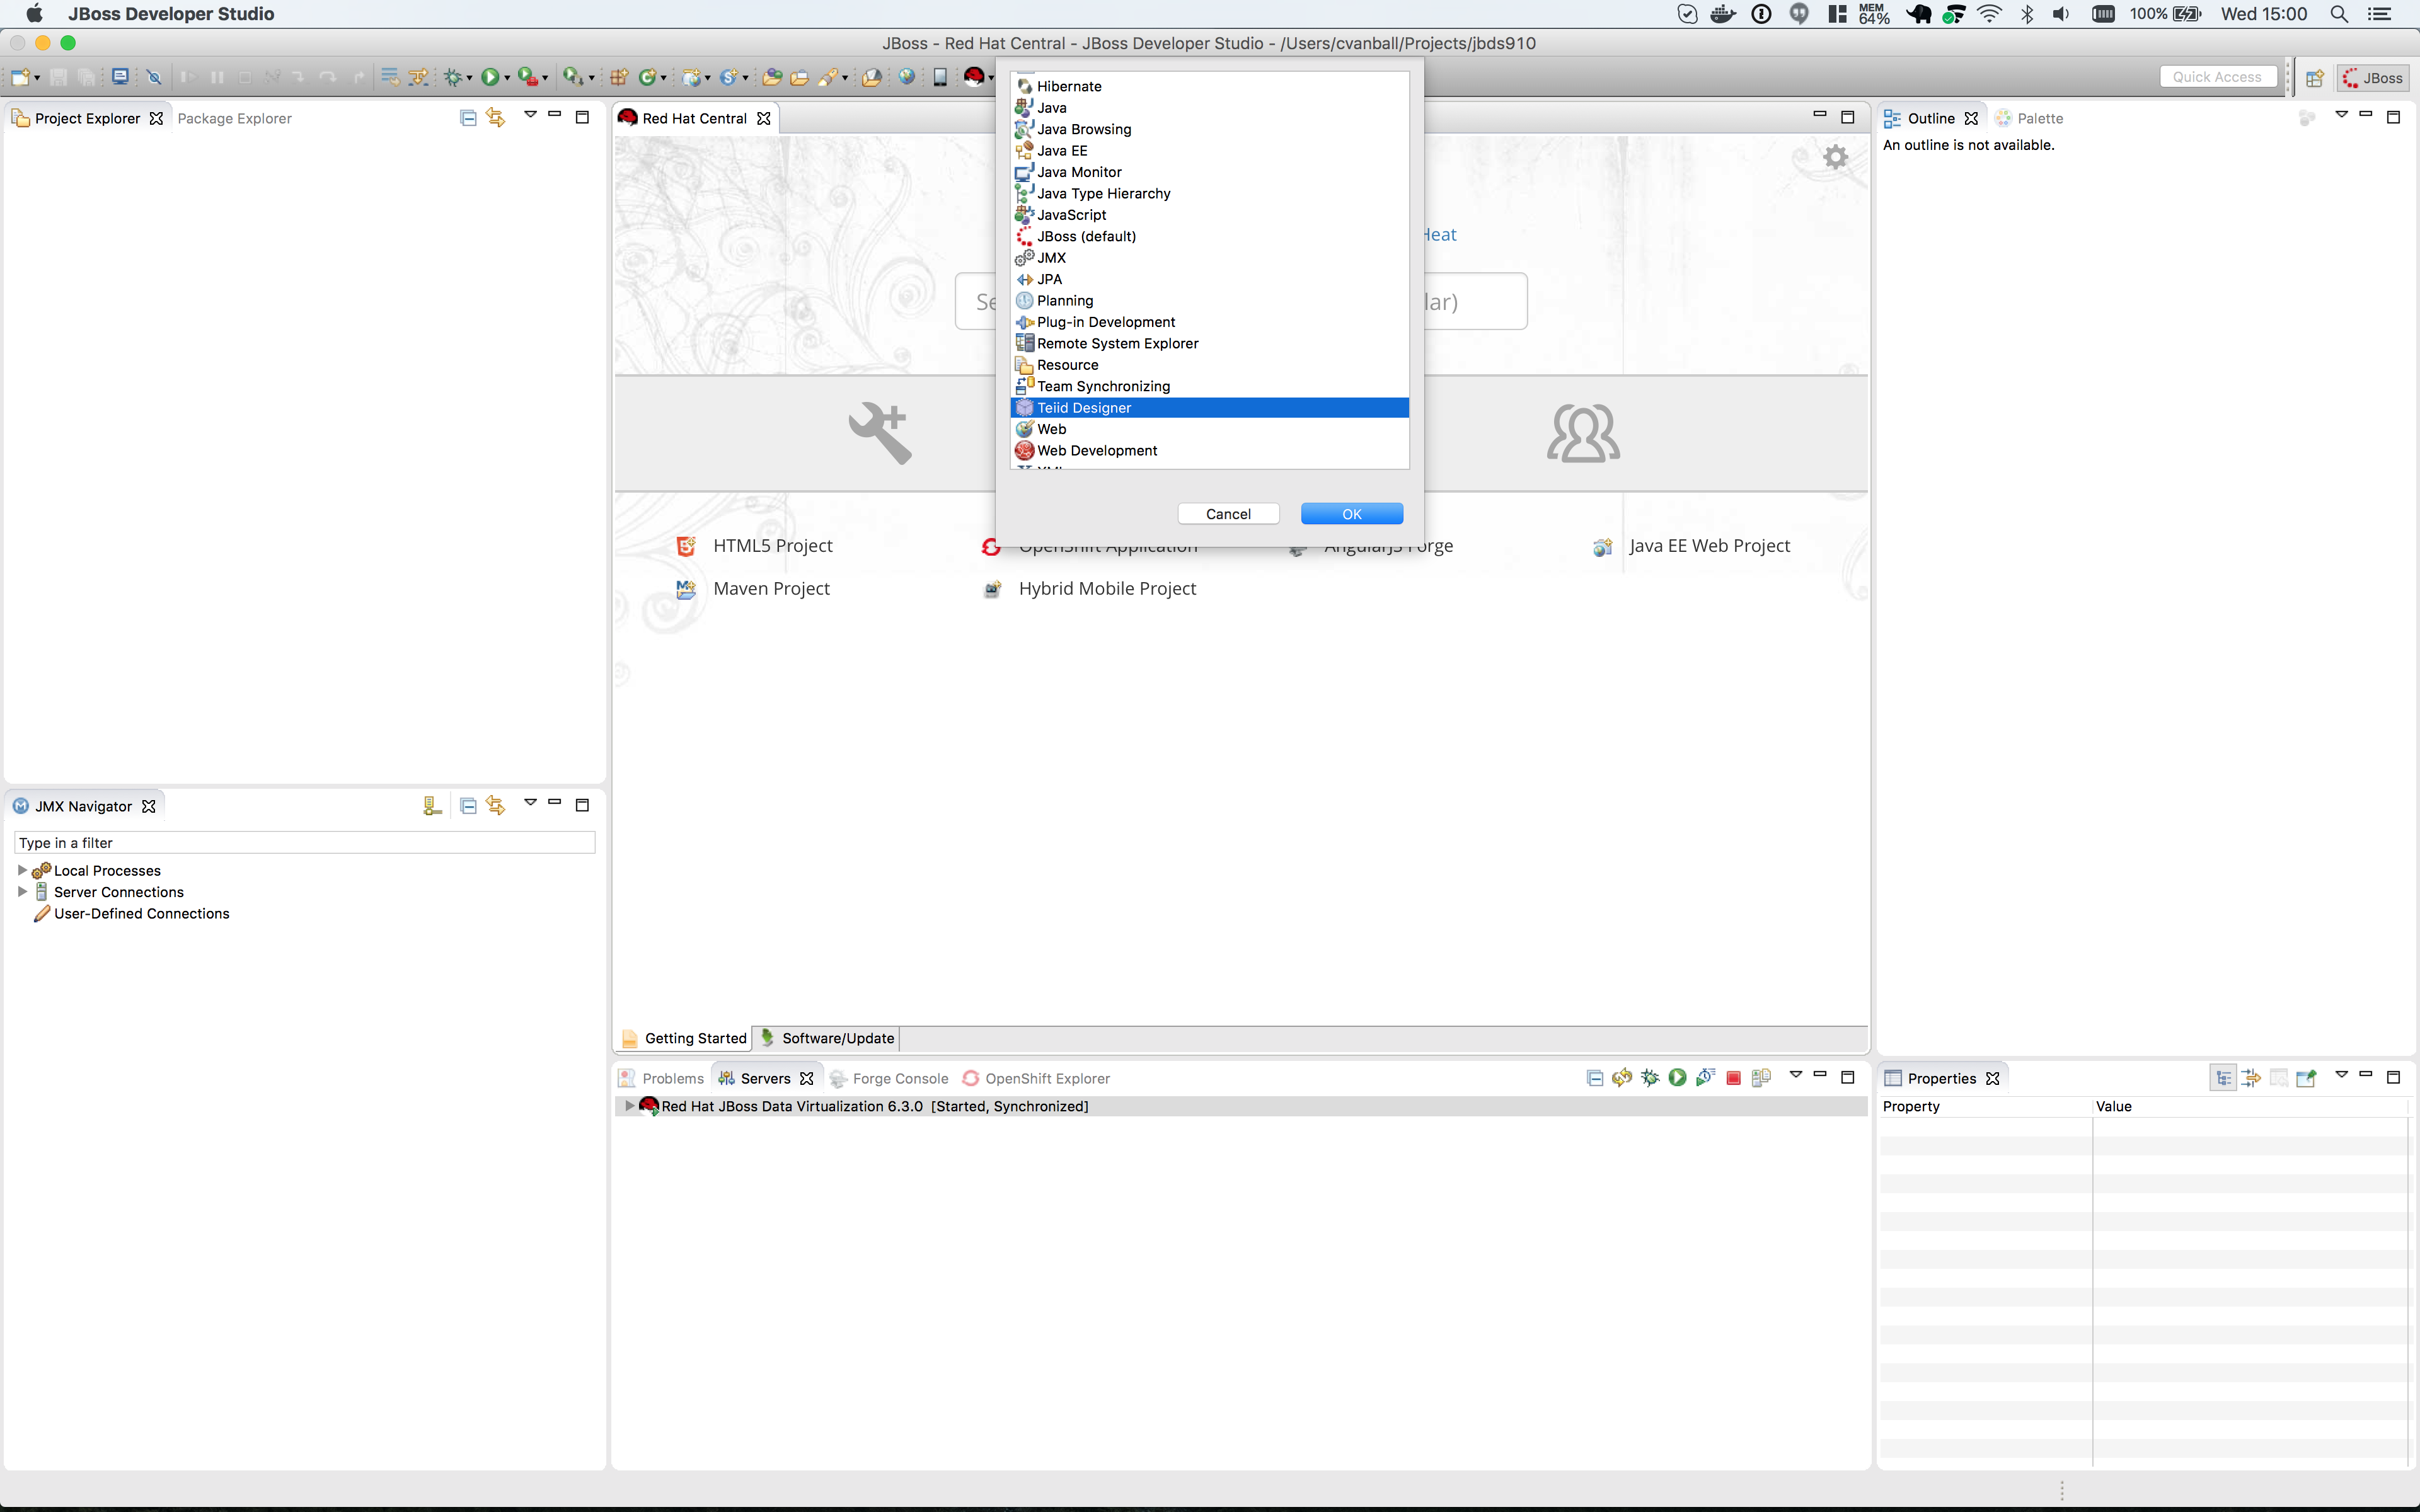 JBoss Developer Studio
MEM
64%
100%
Wed 15:00
JBoss - Red Hat Central - JBoss Developer Studio - /Users/cvanball/Projects/jbds910
Quick Access
JBoss
Project Explorer
Package Explorer
Red Hat Central
Outline
Palette
An outline is not available.
Hibernate
Java
Java Browsing
Java EE
Java Monitor
Java Type Hierarchy
JavaScript
JBoss (default)
JMX
JPA
Planning
Plug-in Development
Remote System Explorer
Resource
Team Synchronizing
Teiid Designer
Web
Web Development
Cancel
OK
HTML5 Project
OpenShift Application
AngularJS Forge
Java EE Web Project
Maven Project
Hybrid Mobile Project
JMX Navigator
Type in a filter
Local Processes
Server Connections
User-Defined Connections
Getting Started
Software/Update
Problems
Servers
Forge Console
OpenShift Explorer
Red Hat JBoss Data Virtualization 6.3.0 [Started, Synchronized]
Properties
Property
Value